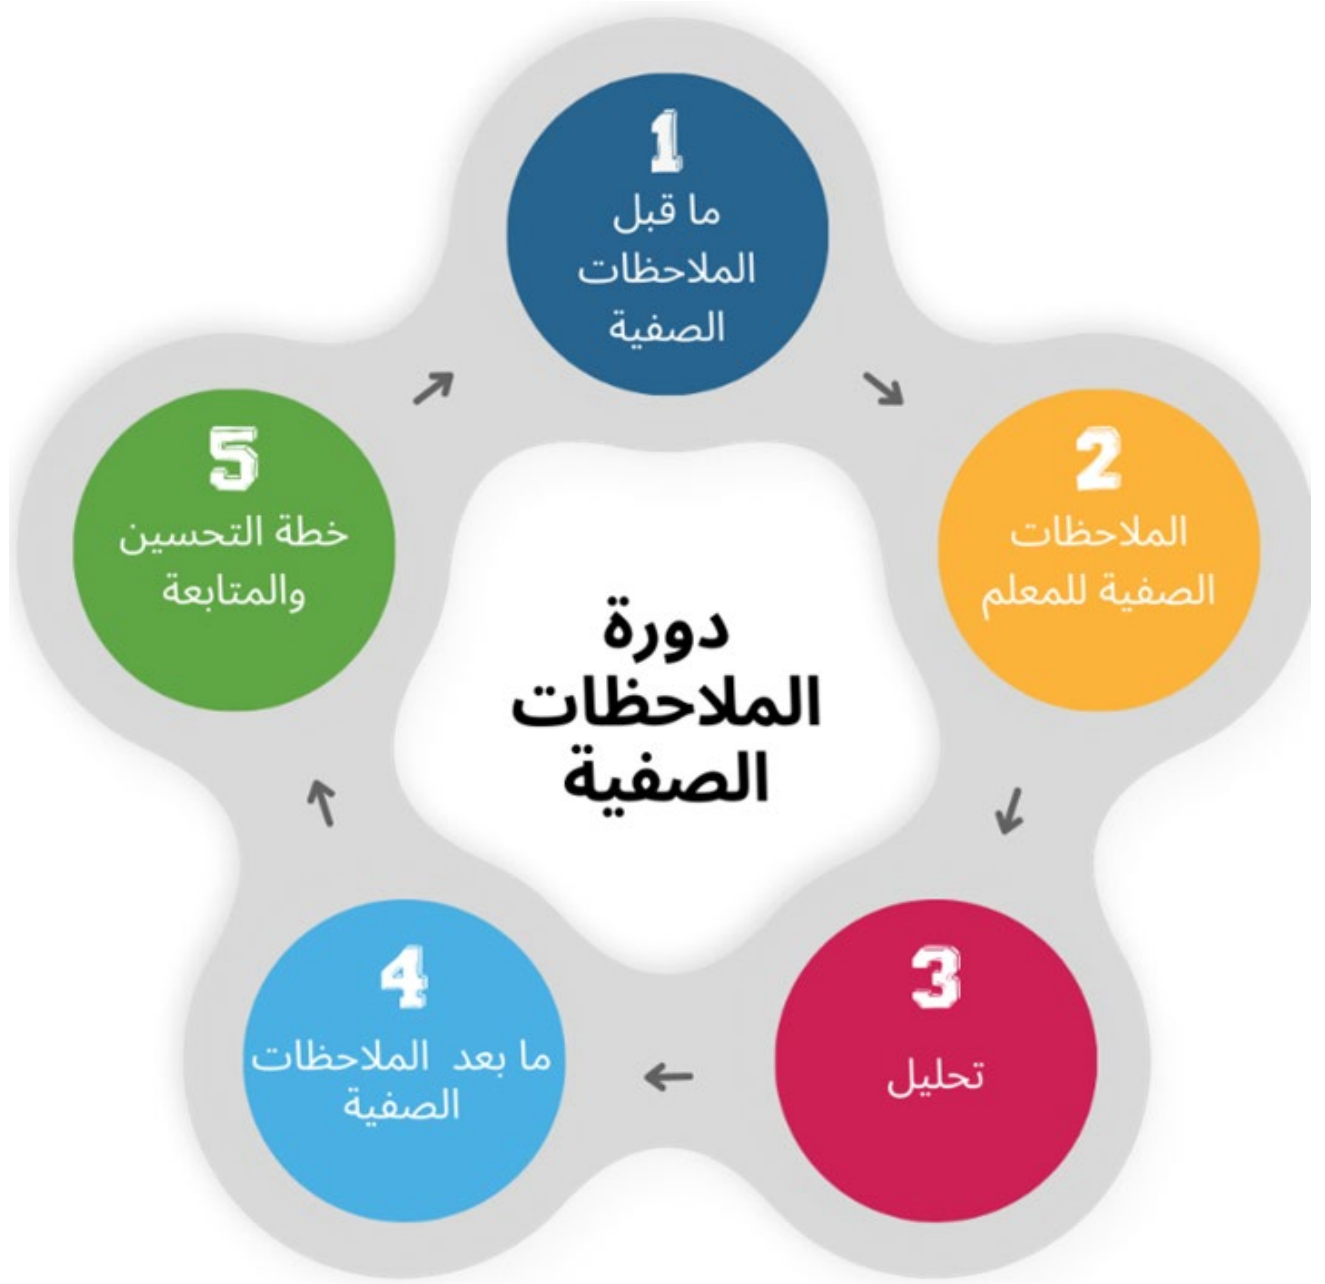 1
ما قبل
الملاحظات
الصفية
2
الملاحظات
الصفية للمعلم
3
تحليل
4
ما بعد الملاحظات
الصفية
5
خطة التحسين
والمتابعة
دورة
الملاحظات
الصفية